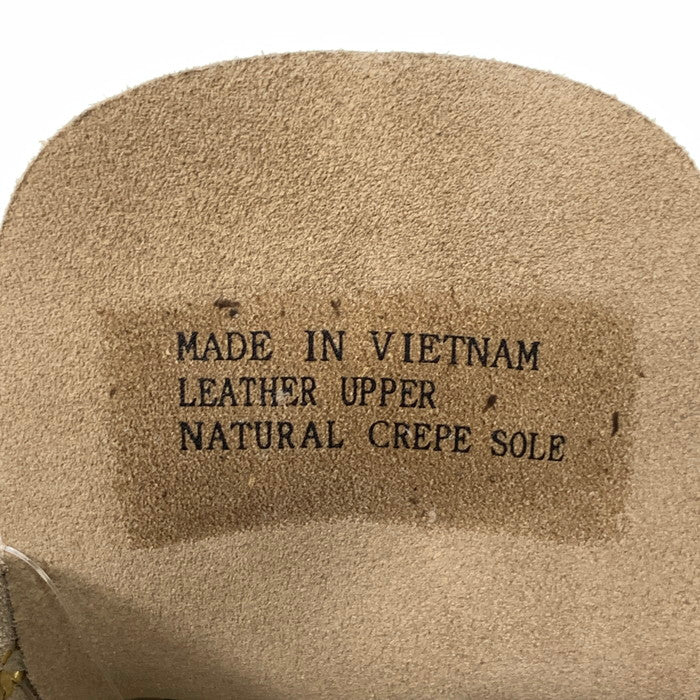 MADE IN VIETNAM
LEATHER UPPER
NATURAL CREPE SOLE